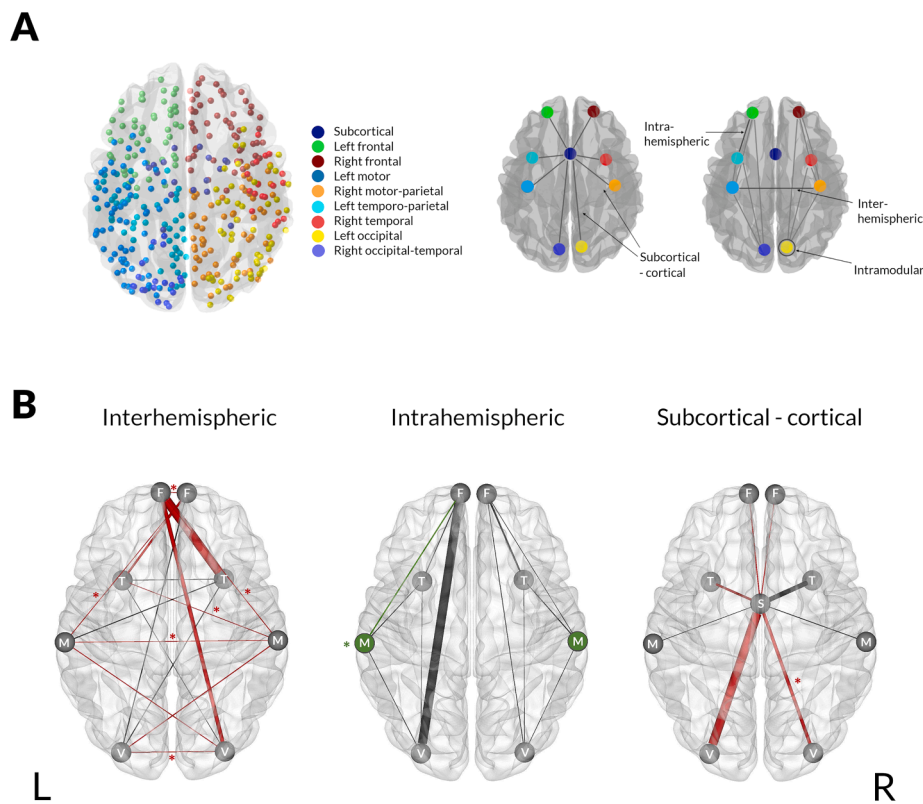 A
Subcortical
Left frontal
Right frontal
Left motor
Right motor-parietal
Left temporo-parietal
Right temporal
Left occipital
Right occipital-temporal
Intra-
hemispheric
Subcortical
- cortical
Inter-
hemispheric
Intramodular
B
Interhemispheric
Intrahemispheric
Subcortical - cortical
F * F
T T
* * *
M * M
V * V
F F
T T
* M M
V V
F F
T T
S
M M
*
V V
L R